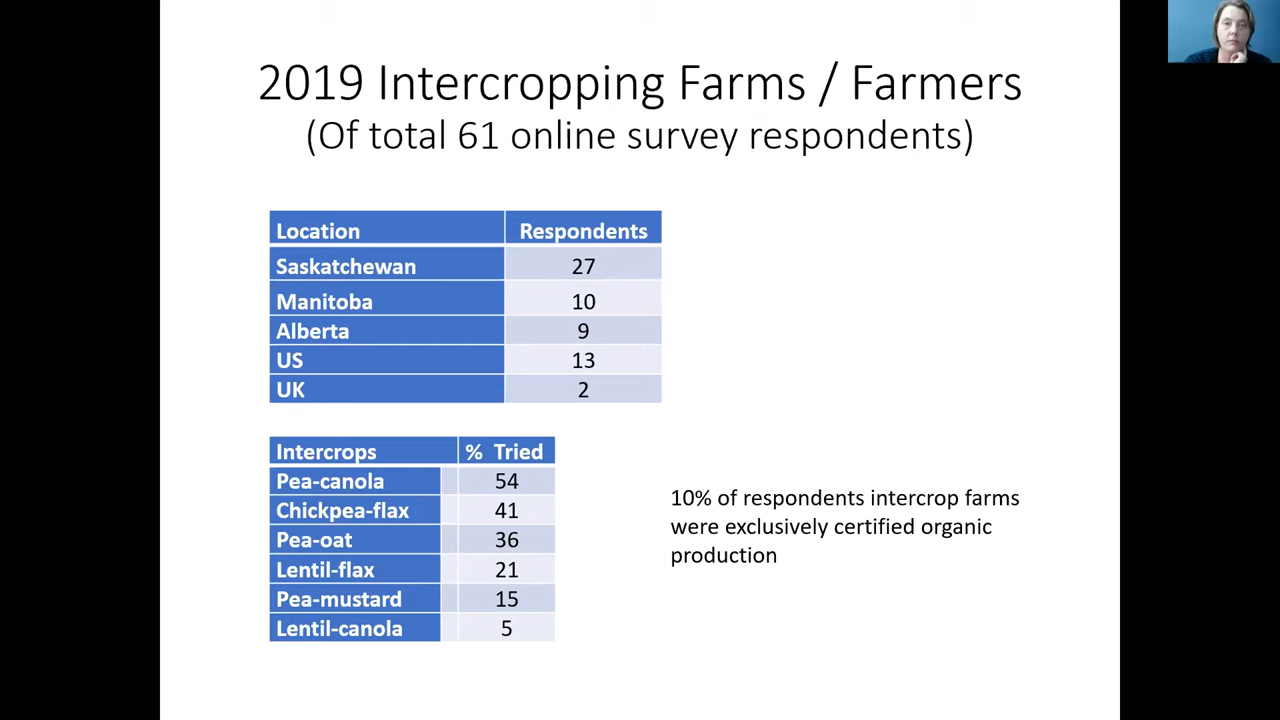 2019 Intercropping Farms / Farmers
(Of total 61 online survey respondents)
Location Respondents
Saskatchewan 27
Manitoba 10
Alberta 9
US 13
UK 2
Intercrops % Tried
Pea-canola 54
Chickpea-flax 41
Pea-oat 36
Lentil-flax 21
Pea-mustard 15
Lentil-canola 5
10% of respondents intercrop farms
were exclusively certified organic
production